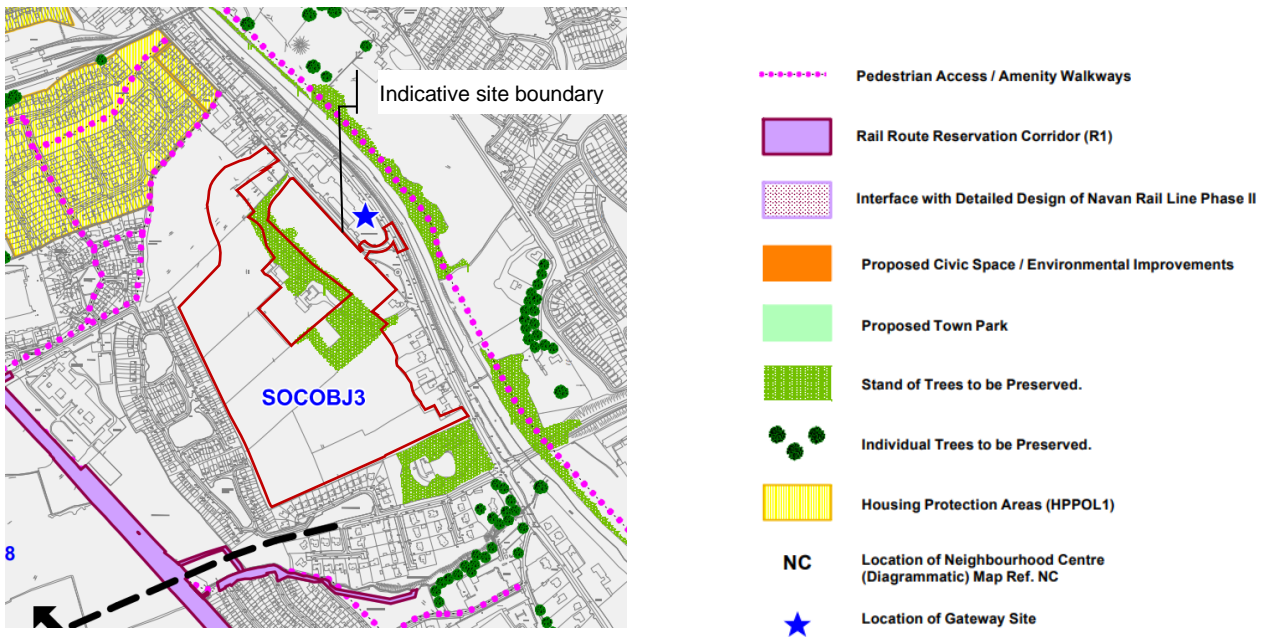 Indicative site boundary
SOCOBJ3
8
Pedestrian Access / Amenity Walkways
Rail Route Reservation Corridor (R1)
Interface with Detailed Design of Navan Rail Line Phase II
Proposed Civic Space / Environmental Improvements
Proposed Town Park
Stand of Trees to be Preserved.
Individual Trees to be Preserved.
Housing Protection Areas (HPPOL1)
NC
Location of Neighbourhood Centre
(Diagrammatic) Map Ref. NC
Location of Gateway Site